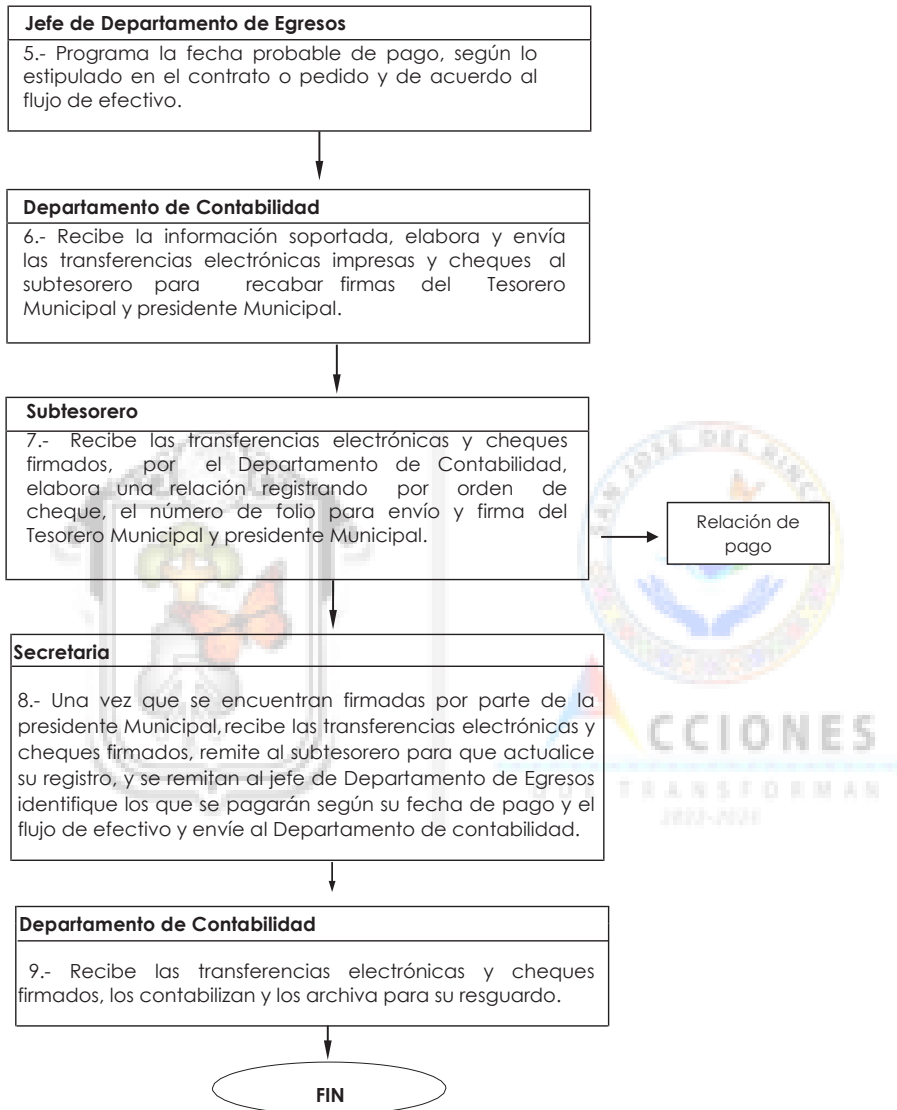 Jefe de Departamento de Egresos
5.- Programa la fecha probable de pago, según lo
estipulado en el contrato o pedido y de acuerdo al
flujo de efectivo.
Departamento de Contabilidad
6.- Recibe la información soportada, elabora y envía
las transferencias electrónicas impresas y cheques al
subtesorero para recabar firmas del Tesorero
Municipal y presidente Municipal.
Subtesorero
7.- Recibe las transferencias electrónicas y cheques
firmados, por el Departamento de Contabilidad,
elabora una relación registrando por orden de
cheque, el número de folio para envío y firma del
Tesorero Municipal y presidente Municipal.
Relación de
pago
SAN JOSE DEL RINCO
Secretaria
8.- Una vez que se encuentran firmadas por parte de la
presidente Municipal, recibe las transferencias electrónicas y
cheques firmados, remite al subtesorero para que actualice
su registro, y se remitan al jefe de Departamento de Egresos
identifique los que se pagarán según su fecha de pago y el
flujo de efectivo y envíe al Departamento de contabilidad.
CCIONES
TRANSFORMAN
Departamento de Contabilidad
9.- Recibe las transferencias electrónicas y cheques
firmados, los contabilizan y los archiva para su resguardo.
FIN